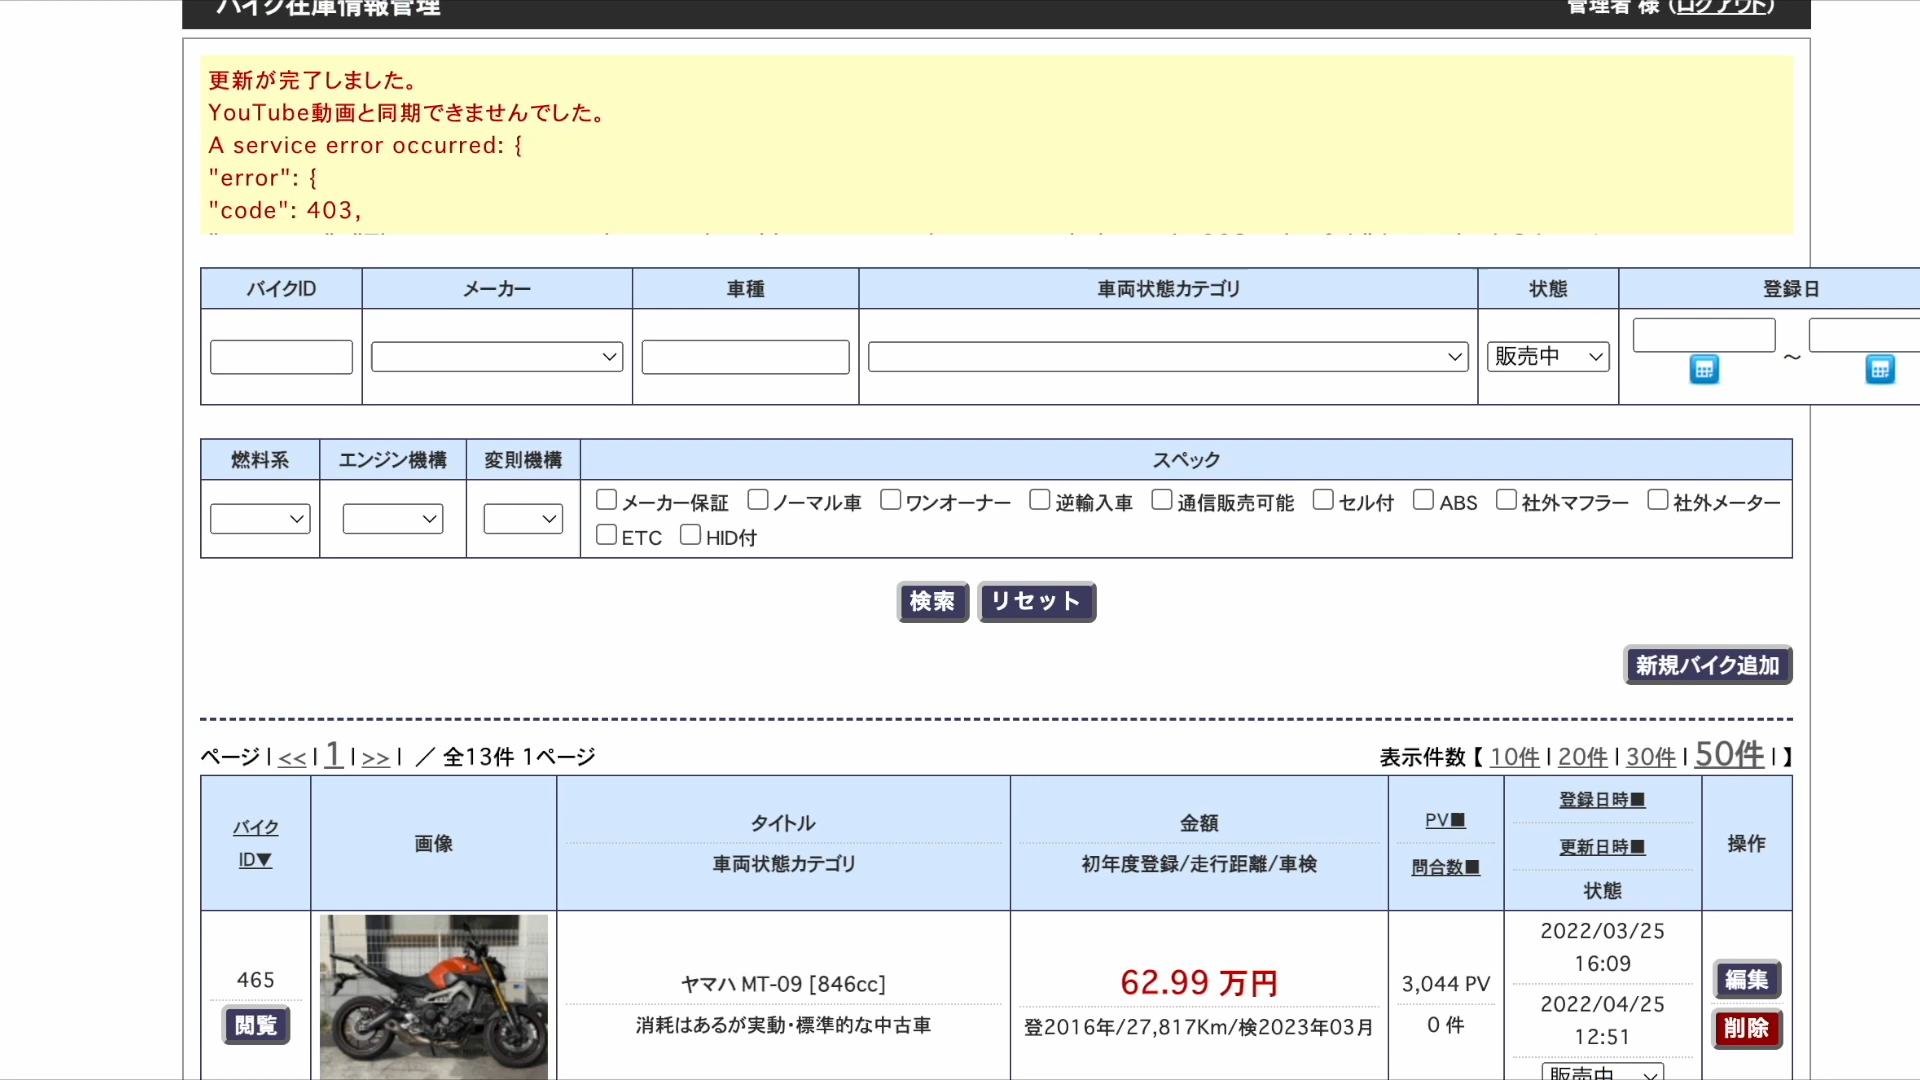 バイク在庫情報管理
管理者 様 (ログアウト)
更新が完了しました。
YouTube動画と同期できませんでした。
A service error occurred: {
"error": {
"code": 403,
バイクID メーカー 車種 車両状態カテゴリ 状態 登録日
販売中 ～
燃料系 エンジン機構 変則機構 スペック
メーカー保証 ノーマル車 ワンオーナー 逆輸入車 通信販売可能 セル付 ABS 社外マフラー 社外メーター
ETC HID付
検索 リセット
新規バイク追加
ページ | << | 1 | >> | ／ 全13件 1ページ
表示件数【 10件 | 20件 | 30件 | 50件 | 】
バイクID▼
画像
タイトル
車両状態カテゴリ
金額
初年度登録/走行距離/車検
PV■
問合数■
登録日時■
更新日時■
状態
操作
465
閲覧
ヤマハ MT-09 [846cc]
消耗はあるが実動・標準的な中古車
62.99 万円
登2016年/27,817Km/検2023年03月
3,044 PV
0 件
2022/03/25
16:09
2022/04/25
12:51
販売中
編集
削除